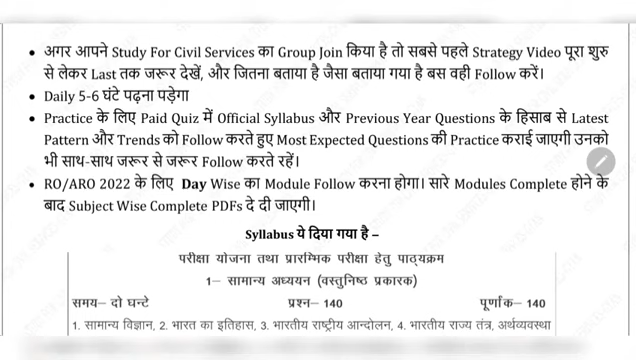 • अगर आपने Study For Civil Services का Group Join किया है तो सबसे पहले Strategy Video पूरा शुरु
से लेकर Last तक जरूर देखें, और जितना बताया है जैसा बताया गया है बस वही Follow करें।
• Daily 5-6 घंटे पढ़ना पड़ेगा
• Practice के लिए Paid Quiz में Official Syllabus और Previous Year Questions के हिसाब से Latest
Pattern और Trends को Follow करते हुए Most Expected Questions की Practice कराई जाएगी उनको
भी साथ-साथ जरूर से जरूर Follow करते रहें।
• RO/ARO 2022 के लिए Day Wise का Module Follow करना होगा। सारे Modules Complete होने के
बाद Subject Wise Complete PDFs दे दी जाएगी।
Syllabus ये दिया गया है –
परीक्षा योजना तथा प्रारम्भिक परीक्षा हेतु पाठ्यक्रम
1– सामान्य अध्ययन (वस्तुनिष्ठ प्रकारक)
समय– दो घन्टे प्रश्न– 140 पूर्णांक– 140
1. सामान्य विज्ञान, 2. भारत का इतिहास, 3. भारतीय राष्ट्रीय आन्दोलन, 4. भारतीय राज्य तंत्र, अर्थव्यवस्था